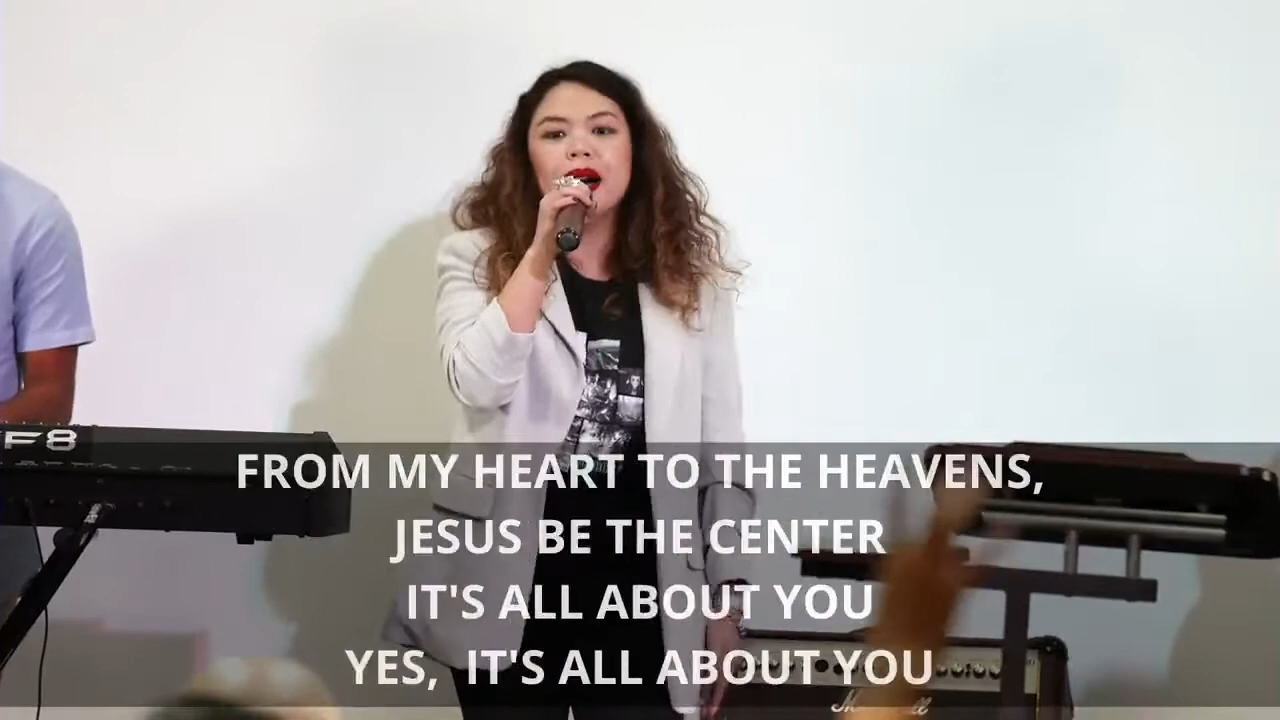 F8
FROM MY HEART TO THE HEAVENS,
JESUS BE THE CENTER
IT'S ALL ABOUT YOU
YES, IT'S ALL ABOUT YOU